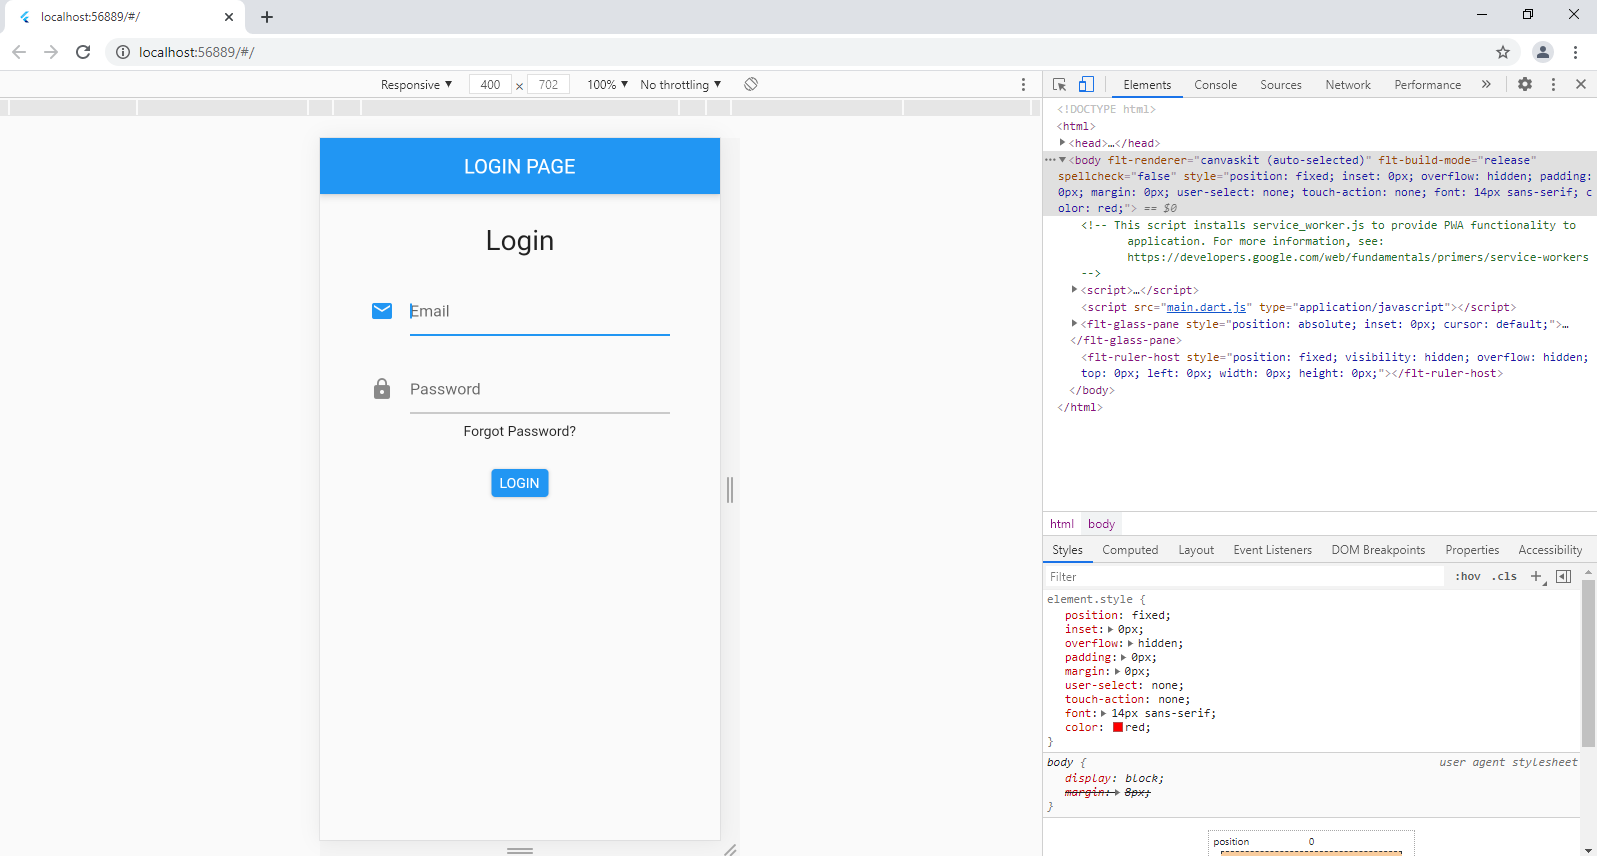 localhost:56889/#/
localhost:56889/#/
Responsive ▼ 400 × 702 100% ▼ No throttling ▼
LOGIN PAGE
Login
Email
Password
Forgot Password?
LOGIN
Elements Console Sources Network Performance »
<!DOCTYPE html>
<html>
▶<head>…</head>
…▼<body flt-renderer="canvaskit (auto-selected)" flt-build-mode="release"
spellcheck="false" style="position: fixed; inset: 0px; overflow: hidden; padding:
0px; margin: 0px; user-select: none; touch-action: none; font: 14px sans-serif; c
olor: red;"> == $0
<!-- This script installs service_worker.js to provide PWA functionality to
application. For more information, see:
https://developers.google.com/web/fundamentals/primers/service-workers
-->
▶<script>…</script>
<script src="main.dart.js" type="application/javascript"></script>
▶<flt-glass-pane style="position: absolute; inset: 0px; cursor: default;">…
</flt-glass-pane>
<flt-ruler-host style="position: fixed; visibility: hidden; overflow: hidden;
top: 0px; left: 0px; width: 0px; height: 0px;"></flt-ruler-host>
</body>
</html>
html body
Styles Computed Layout Event Listeners DOM Breakpoints Properties Accessibility
Filter :hov .cls +
element.style {
position: fixed;
inset:▶ 0px;
overflow:▶ hidden;
padding:▶ 0px;
margin:▶ 0px;
user-select: none;
touch-action: none;
font:▶ 14px sans-serif;
color: red;
}
body { user agent stylesheet
display: block;
margin:▶ 8px;
}
position 0